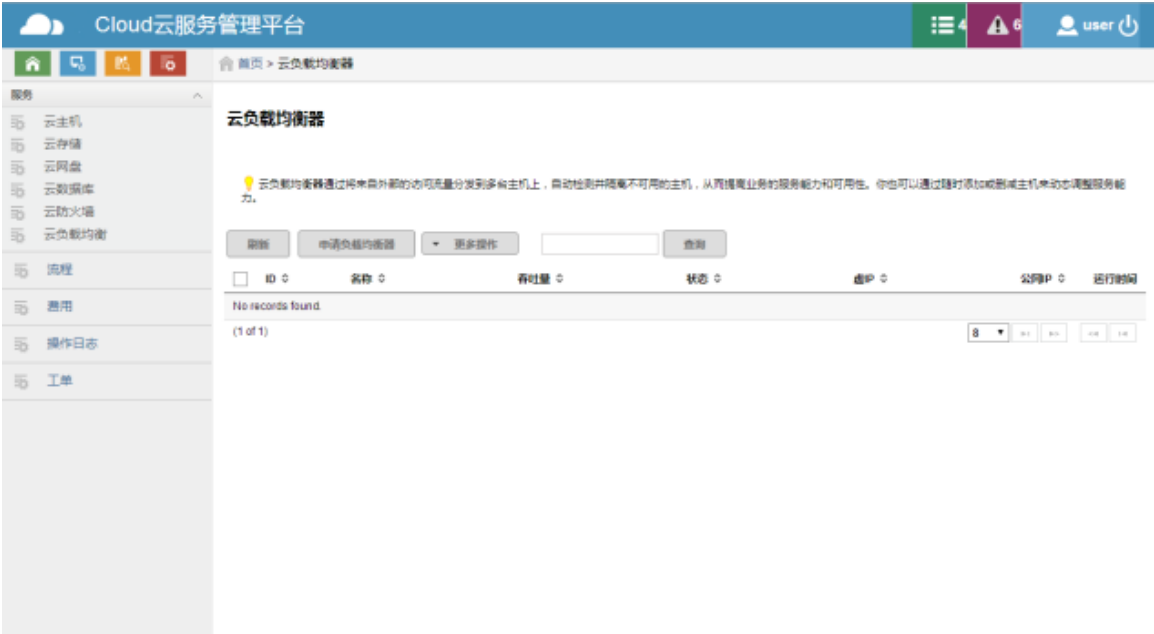 Cloud云服务管理平台
4
6
user
首页 > 云负载均衡器
服务
云主机
云存储
云网盘
云数据库
云防火墙
云负载均衡
流程
费用
操作日志
工单
云负载均衡器
云负载均衡器通过将来自外部的访问流量分发到多台主机上，自动检测并隔离不可用的主机，从而提高业务的服务能力和可用性。你也可以通过随时添加或删减主机来动态调整服务能
力。
刷新 申请负载均衡器 更多操作 查询
ID 名称 吞吐量 状态 虚IP 公网IP 运行时间
No records found.
(1 of 1)
8